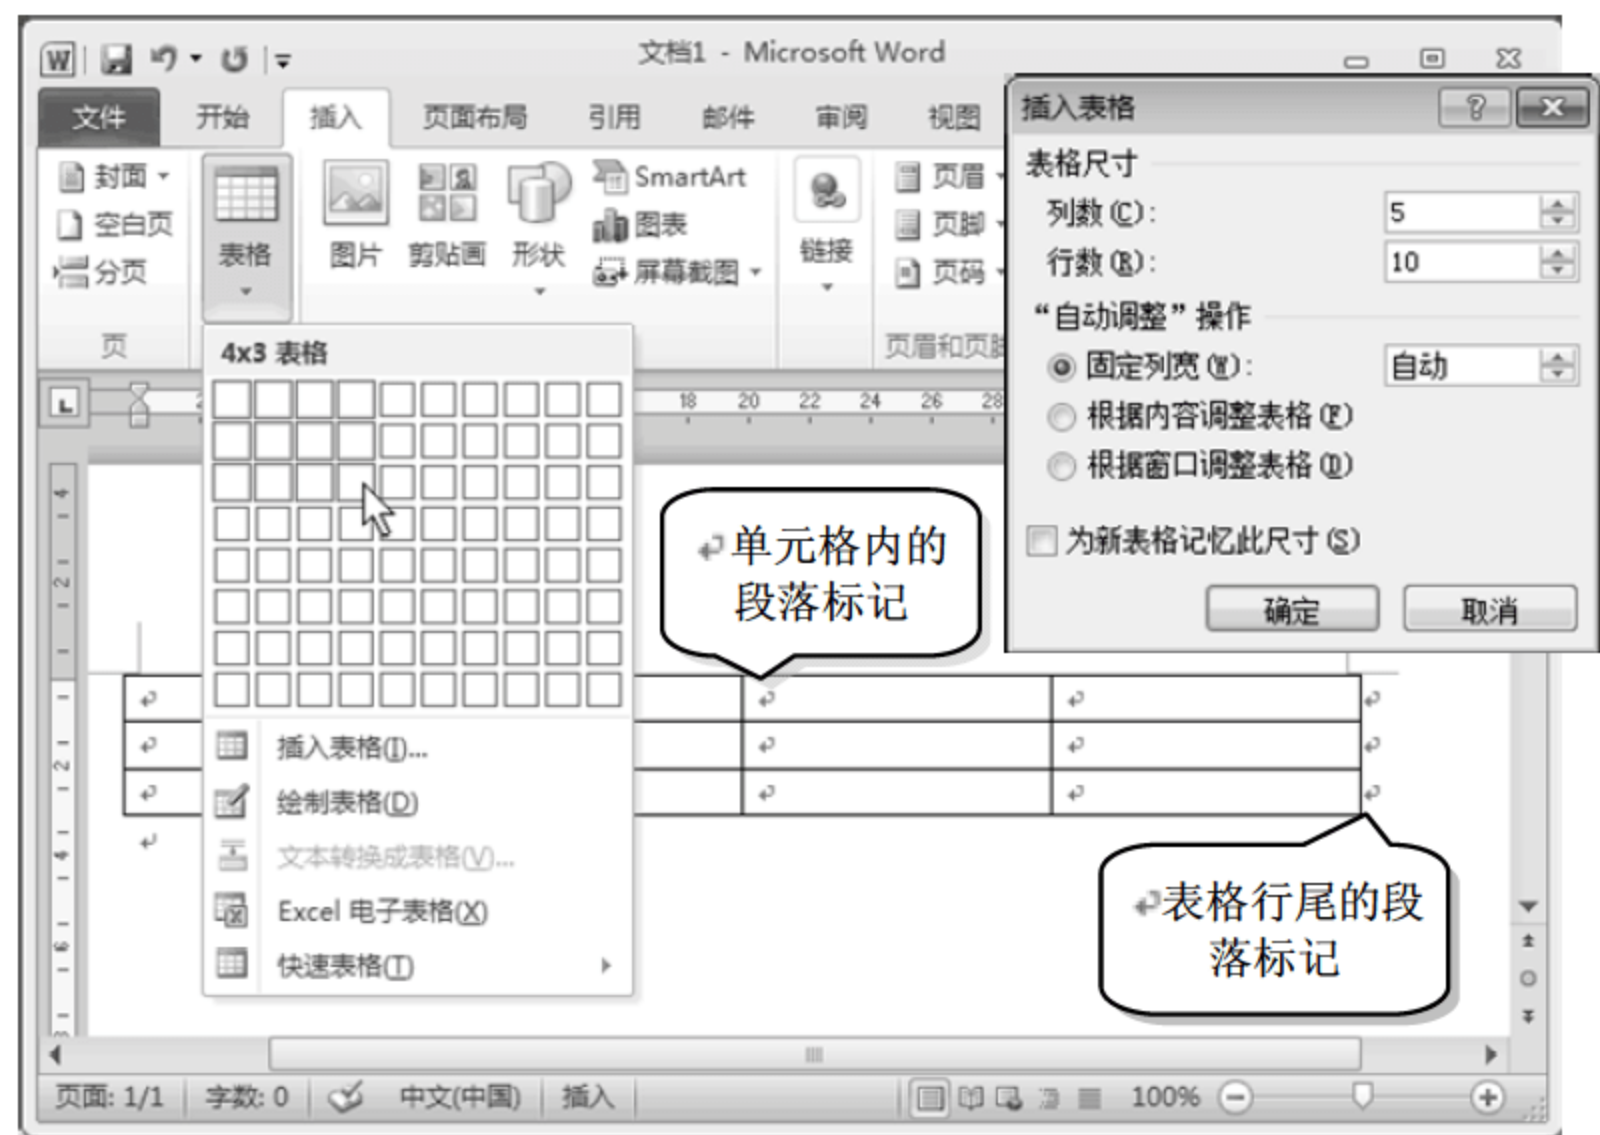 文档1 - Microsoft Word
文件 开始 插入 页面布局 引用 邮件 审阅 视图
封面
空白页
分页
页
表格
图片
剪贴画
形状
SmartArt
图表
屏幕截图
链接
页眉
页脚
页码
页眉和页脚
4x3 表格
18 20 22 24 26 28
4
2
2
4
6
插入表格(I)...
绘制表格(D)
文本转换成表格(V)...
Excel 电子表格(X)
快速表格(T)
单元格内的
段落标记
表格行尾的段
落标记
插入表格
表格尺寸
列数(C): 5
行数(R): 10
“自动调整”操作
固定列宽(W): 自动
根据内容调整表格(F)
根据窗口调整表格(D)
为新表格记忆此尺寸(S)
确定 取消
页面: 1/1 字数: 0 中文(中国) 插入 100%